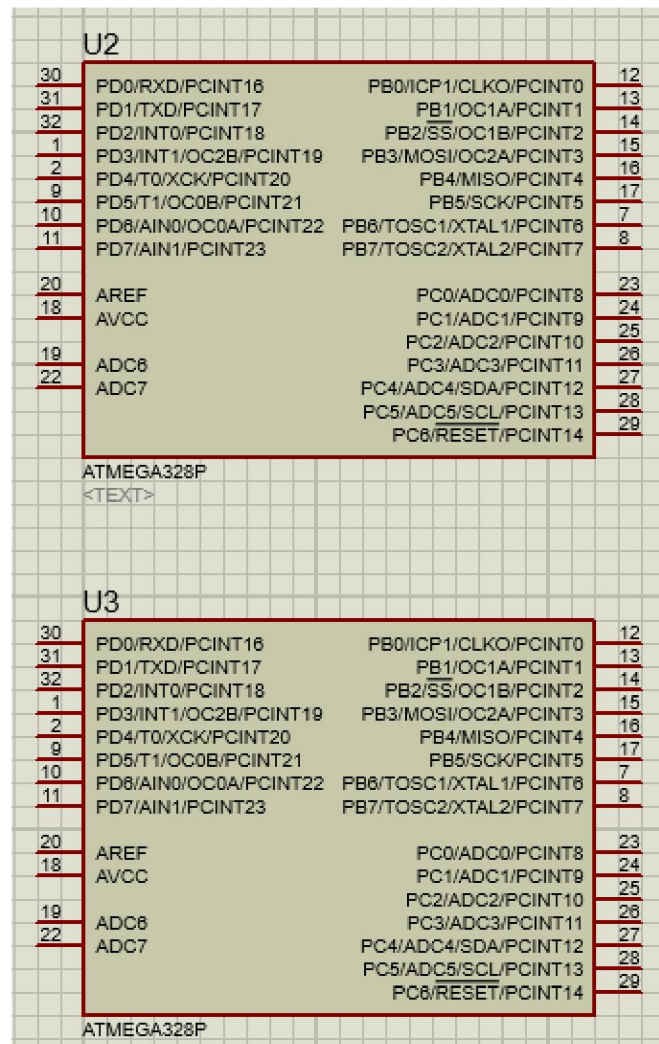 U2
30 PD0/RXD/PCINT16 PB0/ICP1/CLKO/PCINT0 12
31 PD1/TXD/PCINT17 PB1/OC1A/PCINT1 13
32 PD2/INT0/PCINT18 PB2/SS/OC1B/PCINT2 14
1 PD3/INT1/OC2B/PCINT19 PB3/MOSI/OC2A/PCINT3 15
2 PD4/T0/XCK/PCINT20 PB4/MISO/PCINT4 16
9 PD5/T1/OC0B/PCINT21 PB5/SCK/PCINT5 17
10 PD6/AIN0/OC0A/PCINT22 PB6/TOSC1/XTAL1/PCINT6 7
11 PD7/AIN1/PCINT23 PB7/TOSC2/XTAL2/PCINT7 8
20 AREF PC0/ADC0/PCINT8 23
18 AVCC PC1/ADC1/PCINT9 24
PC2/ADC2/PCINT10 25
19 ADC6 PC3/ADC3/PCINT11 26
22 ADC7 PC4/ADC4/SDA/PCINT12 27
PC5/ADC5/SCL/PCINT13 28
PC6/RESET/PCINT14 29
ATMEGA328P
<TEXT>
U3
30 PD0/RXD/PCINT16 PB0/ICP1/CLKO/PCINT0 12
31 PD1/TXD/PCINT17 PB1/OC1A/PCINT1 13
32 PD2/INT0/PCINT18 PB2/SS/OC1B/PCINT2 14
1 PD3/INT1/OC2B/PCINT19 PB3/MOSI/OC2A/PCINT3 15
2 PD4/T0/XCK/PCINT20 PB4/MISO/PCINT4 16
9 PD5/T1/OC0B/PCINT21 PB5/SCK/PCINT5 17
10 PD6/AIN0/OC0A/PCINT22 PB6/TOSC1/XTAL1/PCINT6 7
11 PD7/AIN1/PCINT23 PB7/TOSC2/XTAL2/PCINT7 8
20 AREF PC0/ADC0/PCINT8 23
18 AVCC PC1/ADC1/PCINT9 24
PC2/ADC2/PCINT10 25
19 ADC6 PC3/ADC3/PCINT11 26
22 ADC7 PC4/ADC4/SDA/PCINT12 27
PC5/ADC5/SCL/PCINT13 28
PC6/RESET/PCINT14 29
ATMEGA328P